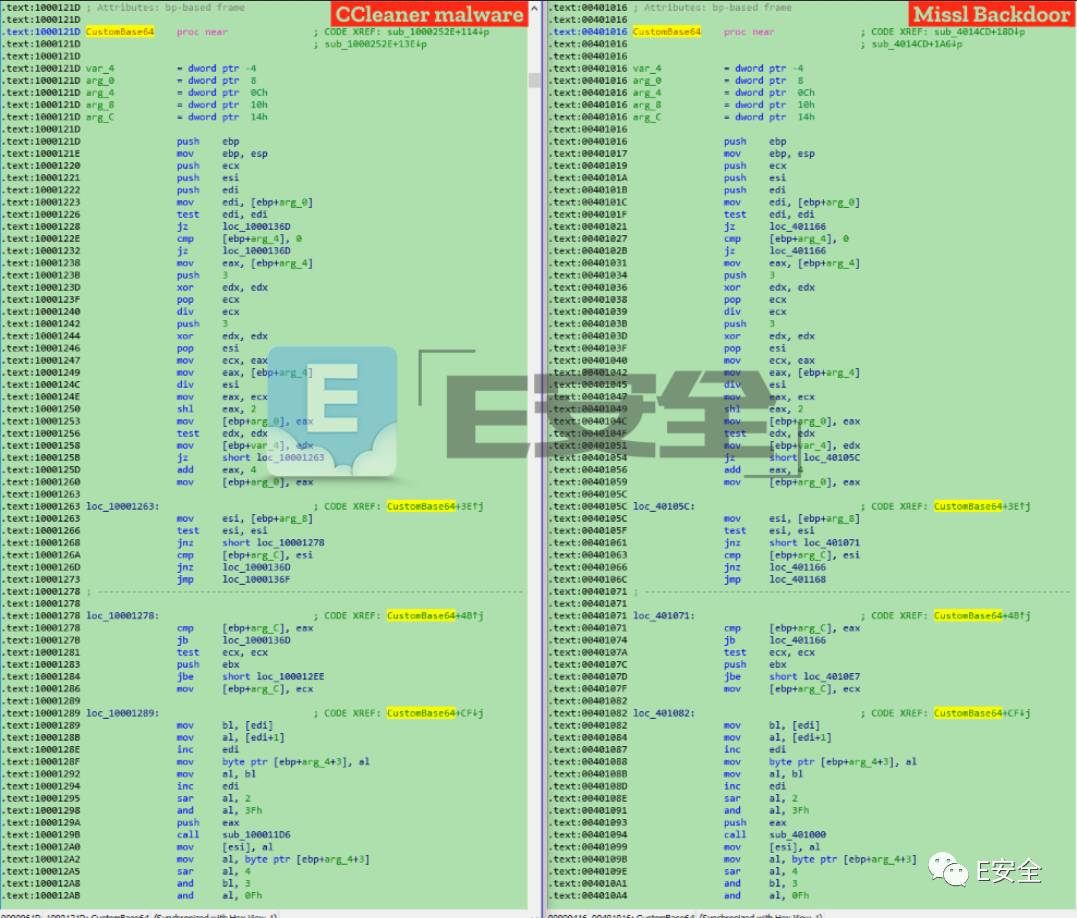 CCleaner malware
.text:1000121D ; Attributes: bp-based frame
.text:1000121D
.text:1000121D CustomBase64 proc near ; CODE XREF: sub_1000252E+114↓p
.text:1000121D ; sub_1000252E+13E↓p
.text:1000121D
.text:1000121D var_4 = dword ptr -4
.text:1000121D arg_0 = dword ptr 8
.text:1000121D arg_4 = dword ptr 0Ch
.text:1000121D arg_8 = dword ptr 10h
.text:1000121D arg_C = dword ptr 14h
.text:1000121D
.text:1000121D push ebp
.text:1000121E mov ebp, esp
.text:10001220 push ecx
.text:10001221 push esi
.text:10001222 push edi
.text:10001223 mov edi, [ebp+arg_0]
.text:10001226 test edi, edi
.text:10001228 jz loc_1000136D
.text:1000122E cmp [ebp+arg_4], 0
.text:10001232 jz loc_1000136D
.text:10001238 mov eax, [ebp+arg_4]
.text:1000123B push 3
.text:1000123D xor edx, edx
.text:1000123F pop ecx
.text:10001240 div ecx
.text:10001242 push 3
.text:10001244 xor edx, edx
.text:10001246 pop esi
.text:10001247 mov ecx, eax
.text:10001249 mov eax, [ebp+arg_4]
.text:1000124C div esi
.text:1000124E mov eax, ecx
.text:10001250 shl eax, 2
.text:10001253 mov [ebp+arg_0], eax
.text:10001256 test edx, edx
.text:10001258 mov [ebp+var_4], edx
.text:1000125B jz short loc_10001263
.text:1000125D add eax, 4
.text:10001260 mov [ebp+arg_0], eax
.text:10001263
.text:10001263 loc_10001263: ; CODE XREF: CustomBase64+3E↑j
.text:10001263 mov esi, [ebp+arg_8]
.text:10001266 test esi, esi
.text:10001268 jnz short loc_10001278
.text:1000126A cmp [ebp+arg_C], esi
.text:1000126D jnz loc_1000136D
.text:10001273 jmp loc_1000136F
.text:10001278 ; ---------------------------------------------------------------------------
.text:10001278
.text:10001278 loc_10001278: ; CODE XREF: CustomBase64+4B↑j
.text:10001278 cmp [ebp+arg_C], eax
.text:1000127B jb loc_1000136D
.text:10001281 test ecx, ecx
.text:10001283 push ebx
.text:10001284 jbe short loc_100012EE
.text:10001286 mov [ebp+arg_C], ecx
.text:10001289
.text:10001289 loc_10001289: ; CODE XREF: CustomBase64+CF↓j
.text:10001289 mov bl, [edi]
.text:1000128B mov al, [edi+1]
.text:1000128E inc edi
.text:1000128F mov byte ptr [ebp+arg_4+3], al
.text:10001292 mov al, bl
.text:10001294 inc edi
.text:10001295 sar al, 2
.text:10001298 and al, 3Fh
.text:1000129A push eax
.text:1000129B call sub_100011D6
.text:100012A0 mov [esi], al
.text:100012A2 mov al, byte ptr [ebp+arg_4+3]
.text:100012A5 sar al, 4
.text:100012A8 and bl, 3
.text:100012AB and al, 0Fh
Missl Backdoor
.text:00401016 ; Attributes: bp-based frame
.text:00401016
.text:00401016 CustomBase64 proc near ; CODE XREF: sub_4014CD+18D↓p
.text:00401016 ; sub_4014CD+1A6↓p
.text:00401016
.text:00401016 var_4 = dword ptr -4
.text:00401016 arg_0 = dword ptr 8
.text:00401016 arg_4 = dword ptr 0Ch
.text:00401016 arg_8 = dword ptr 10h
.text:00401016 arg_C = dword ptr 14h
.text:00401016
.text:00401016 push ebp
.text:00401017 mov ebp, esp
.text:00401019 push ecx
.text:0040101A push esi
.text:0040101B push edi
.text:0040101C mov edi, [ebp+arg_0]
.text:0040101F test edi, edi
.text:00401021 jz loc_401166
.text:00401027 cmp [ebp+arg_4], 0
.text:0040102B jz loc_401166
.text:00401031 mov eax, [ebp+arg_4]
.text:00401034 push 3
.text:00401036 xor edx, edx
.text:00401038 pop ecx
.text:00401039 div ecx
.text:0040103B push 3
.text:0040103D xor edx, edx
.text:0040103F pop esi
.text:00401040 mov ecx, eax
.text:00401042 mov eax, [ebp+arg_4]
.text:00401045 div esi
.text:00401047 mov eax, ecx
.text:00401049 shl eax, 2
.text:0040104C mov [ebp+arg_0], eax
.text:0040104F test edx, edx
.text:00401051 mov [ebp+var_4], edx
.text:00401054 jz short loc_40105C
.text:00401056 add eax, 4
.text:00401059 mov [ebp+arg_0], eax
.text:0040105C
.text:0040105C loc_40105C: ; CODE XREF: CustomBase64+3E↑j
.text:0040105C mov esi, [ebp+arg_8]
.text:0040105F test esi, esi
.text:00401061 jnz short loc_401071
.text:00401063 cmp [ebp+arg_C], esi
.text:00401066 jnz loc_401166
.text:0040106C jmp loc_401168
.text:00401071 ; ---------------------------------------------------------------------------
.text:00401071
.text:00401071 loc_401071: ; CODE XREF: CustomBase64+4B↑j
.text:00401071 cmp [ebp+arg_C], eax
.text:00401074 jb loc_401166
.text:0040107A test ecx, ecx
.text:0040107C push ebx
.text:0040107D jbe short loc_4010E7
.text:0040107F mov [ebp+arg_C], ecx
.text:00401082
.text:00401082 loc_401082: ; CODE XREF: CustomBase64+CF↓j
.text:00401082 mov bl, [edi]
.text:00401084 mov al, [edi+1]
.text:00401087 inc edi
.text:00401088 mov byte ptr [ebp+arg_4+3], al
.text:0040108B mov al, bl
.text:0040108D inc edi
.text:0040108E sar al, 2
.text:00401091 and al, 3Fh
.text:00401093 push eax
.text:00401094 call sub_401000
.text:00401099 mov [esi], al
.text:0040109B mov al, byte ptr [ebp+arg_4+3]
.text:0040109E sar al, 4
.text:004010A1 and bl, 3
.text:004010A4 and al, 0Fh
E
E安全
E安全